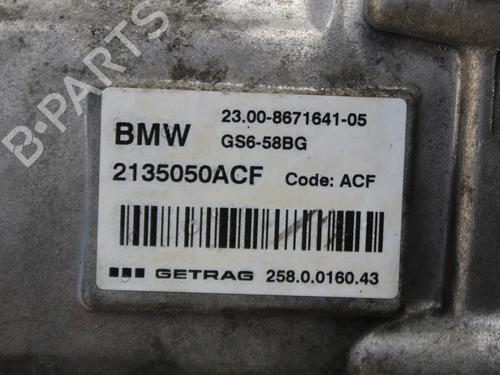 23.00-8671641-05
BMW GS6-58BG
2135050ACF Code: ACF
GETRAG 258.0.0160.43
B-PARTS